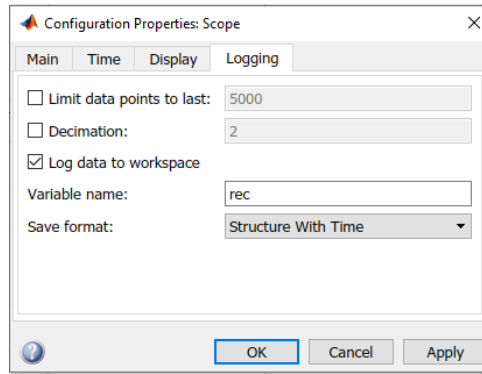 Configuration Properties: Scope
Main Time Display Logging
Limit data points to last: 5000
Decimation: 2
Log data to workspace
Variable name: rec
Save format: Structure With Time
? OK Cancel Apply